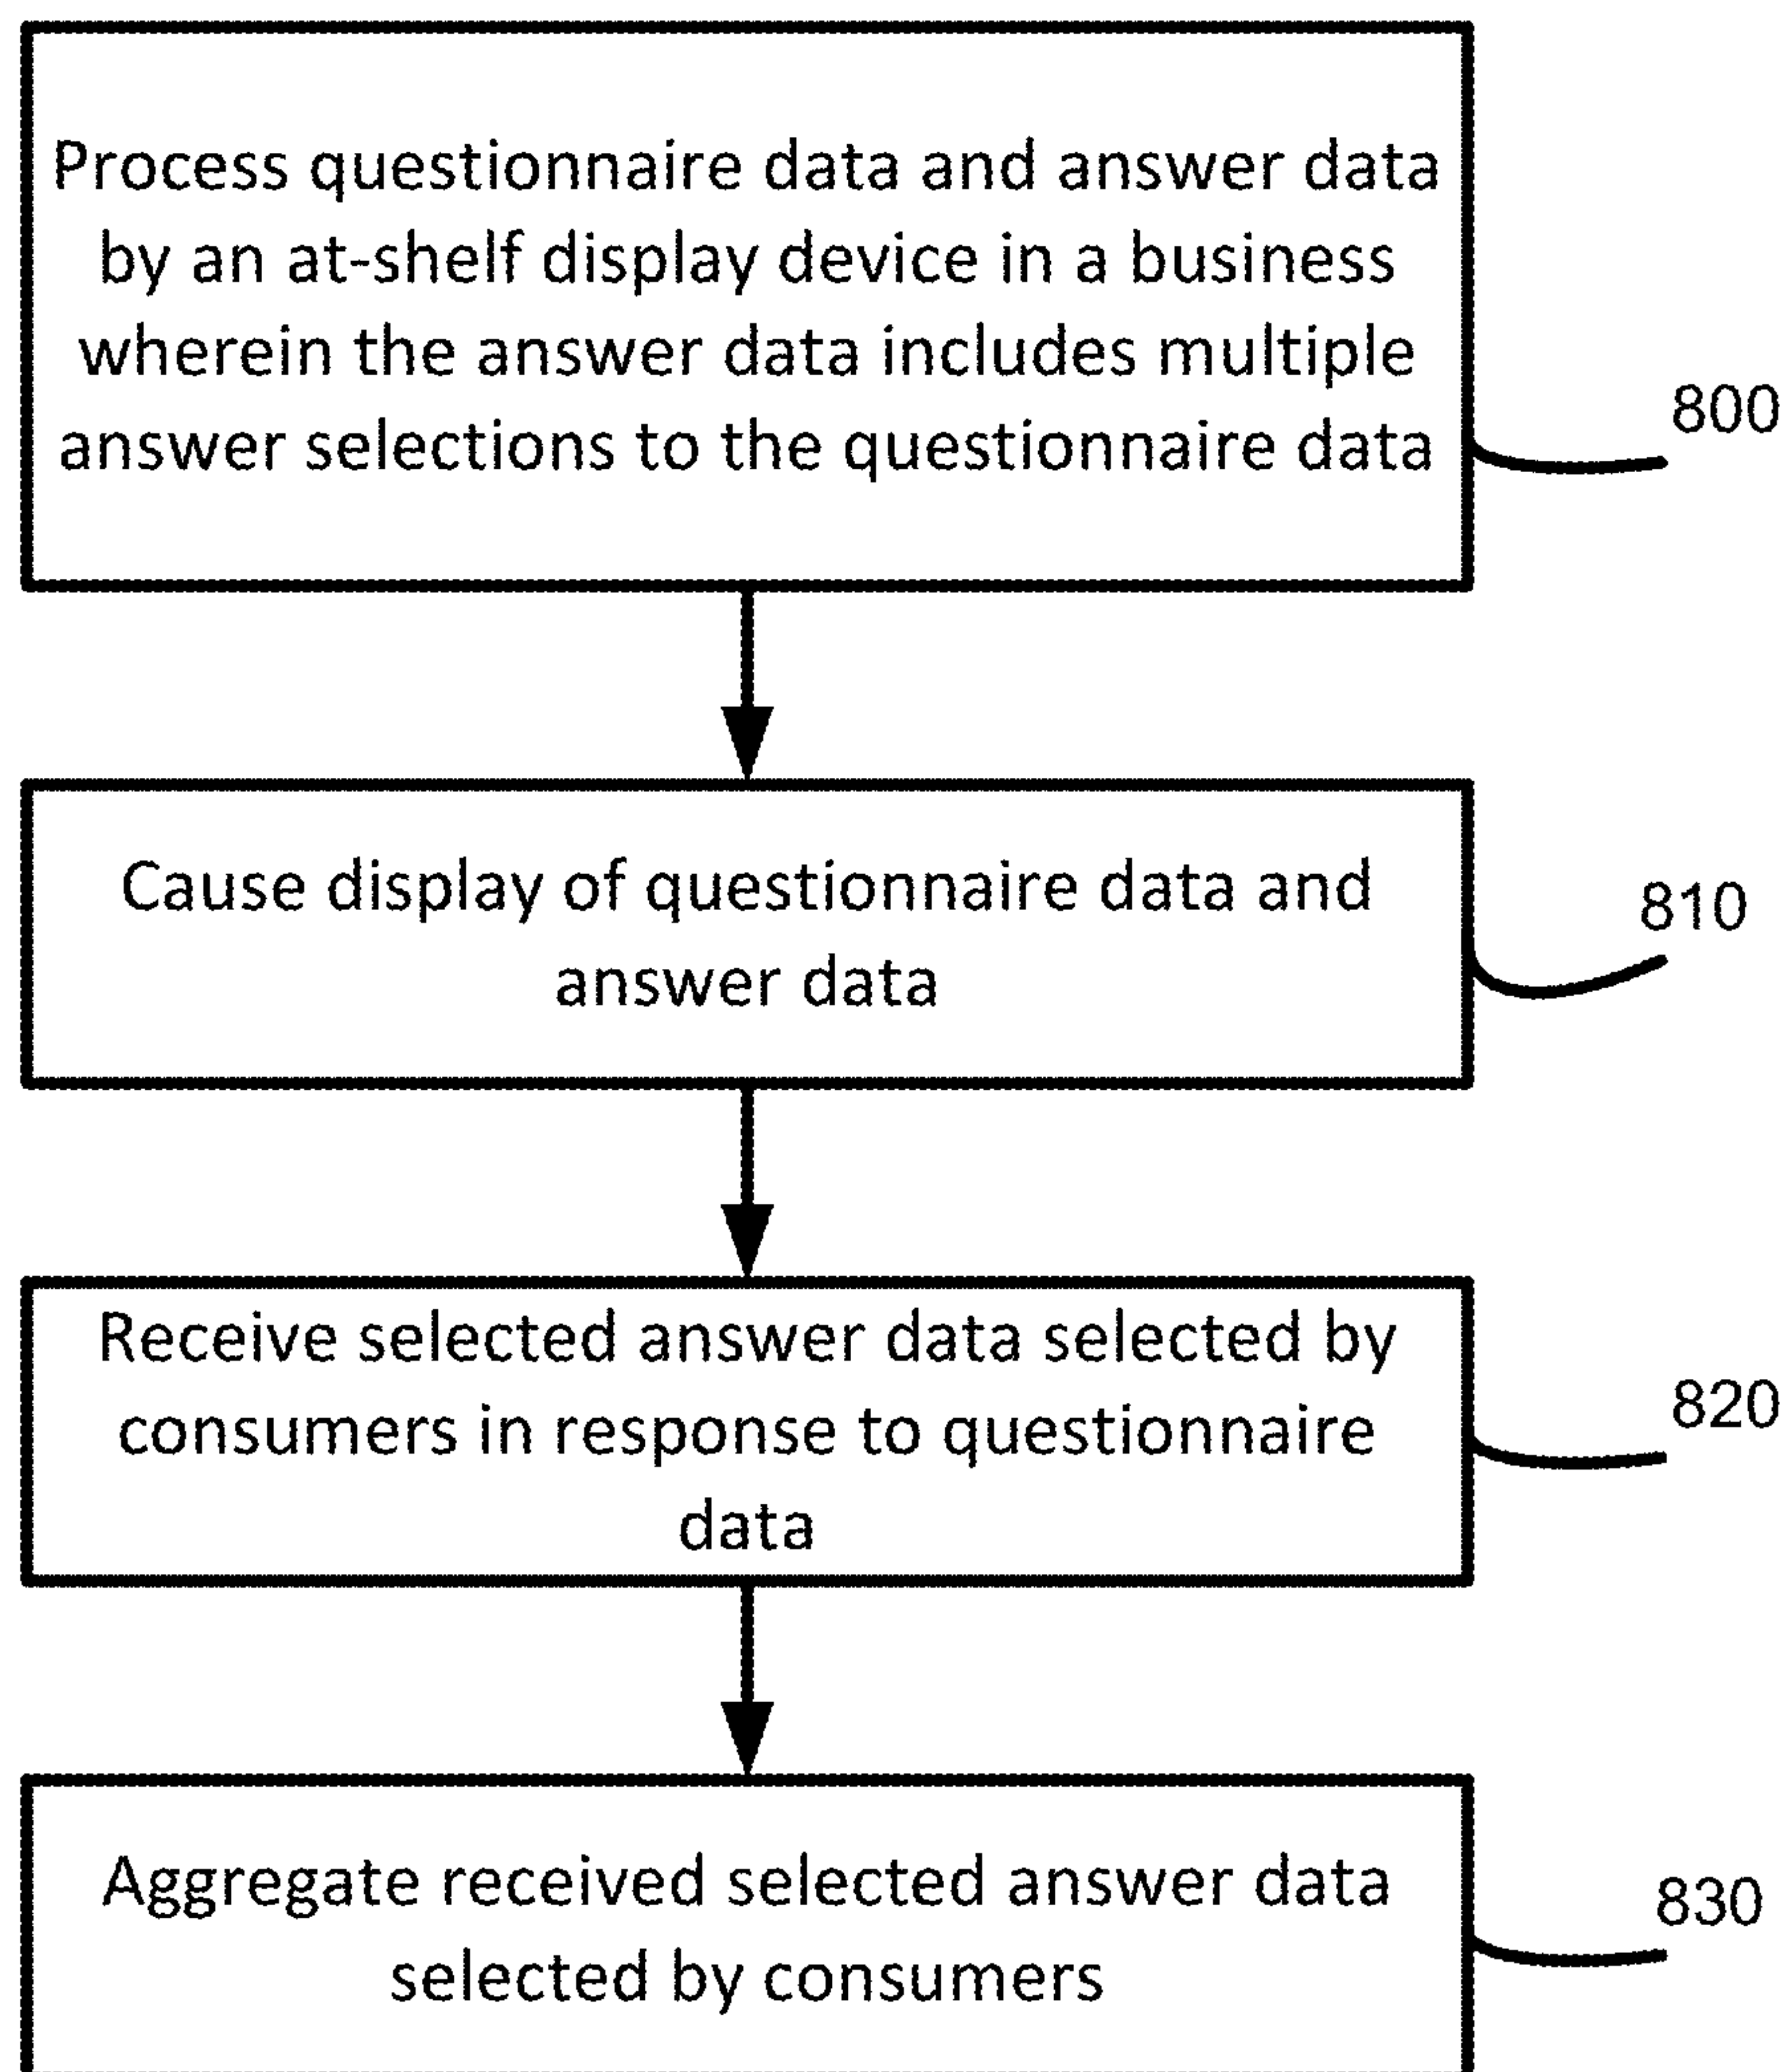 Process questionnaire data and answer data
by an at-shelf display device in a business
wherein the answer data includes multiple
answer selections to the questionnaire data
800
Cause display of questionnaire data and
answer data
810
Receive selected answer data selected by
consumers in response to questionnaire
data
820
Aggregate received selected answer data
selected by consumers
830